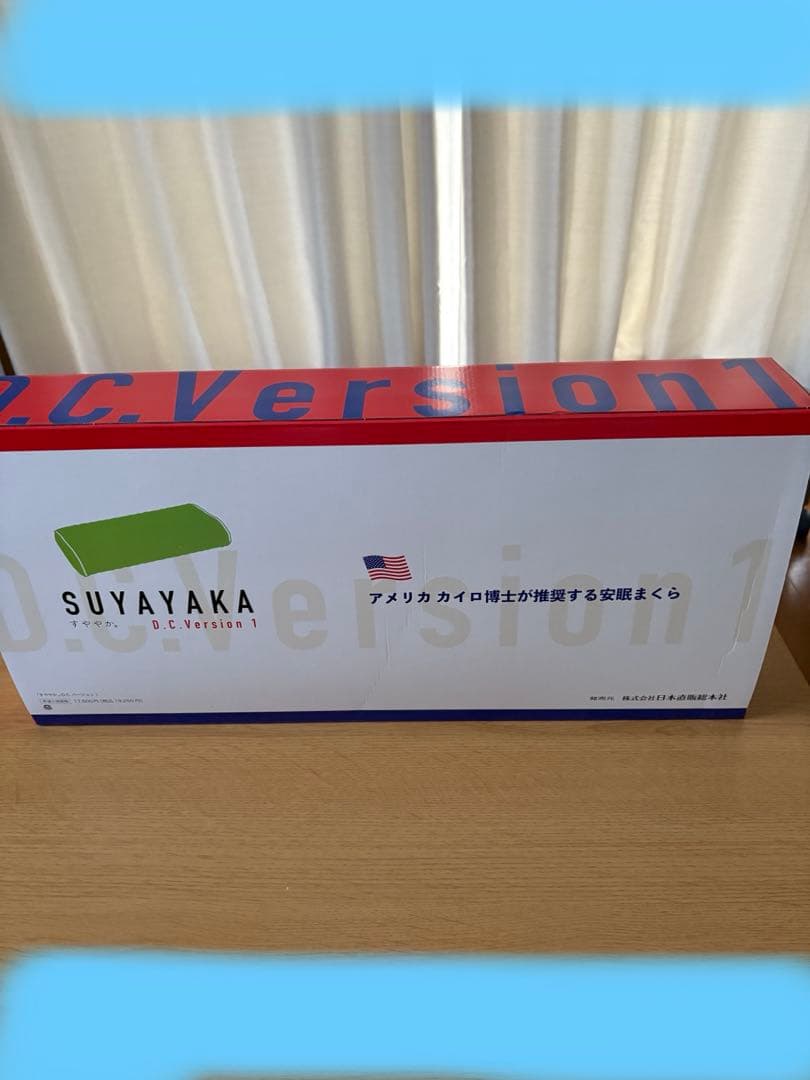 D.C.Version1
SUYAYAKA
すややか。 D.C.Version 1
アメリカ カイロ博士が推奨する安眠まくら
D.C.Version1
発売元 株式会社日本直販総本社